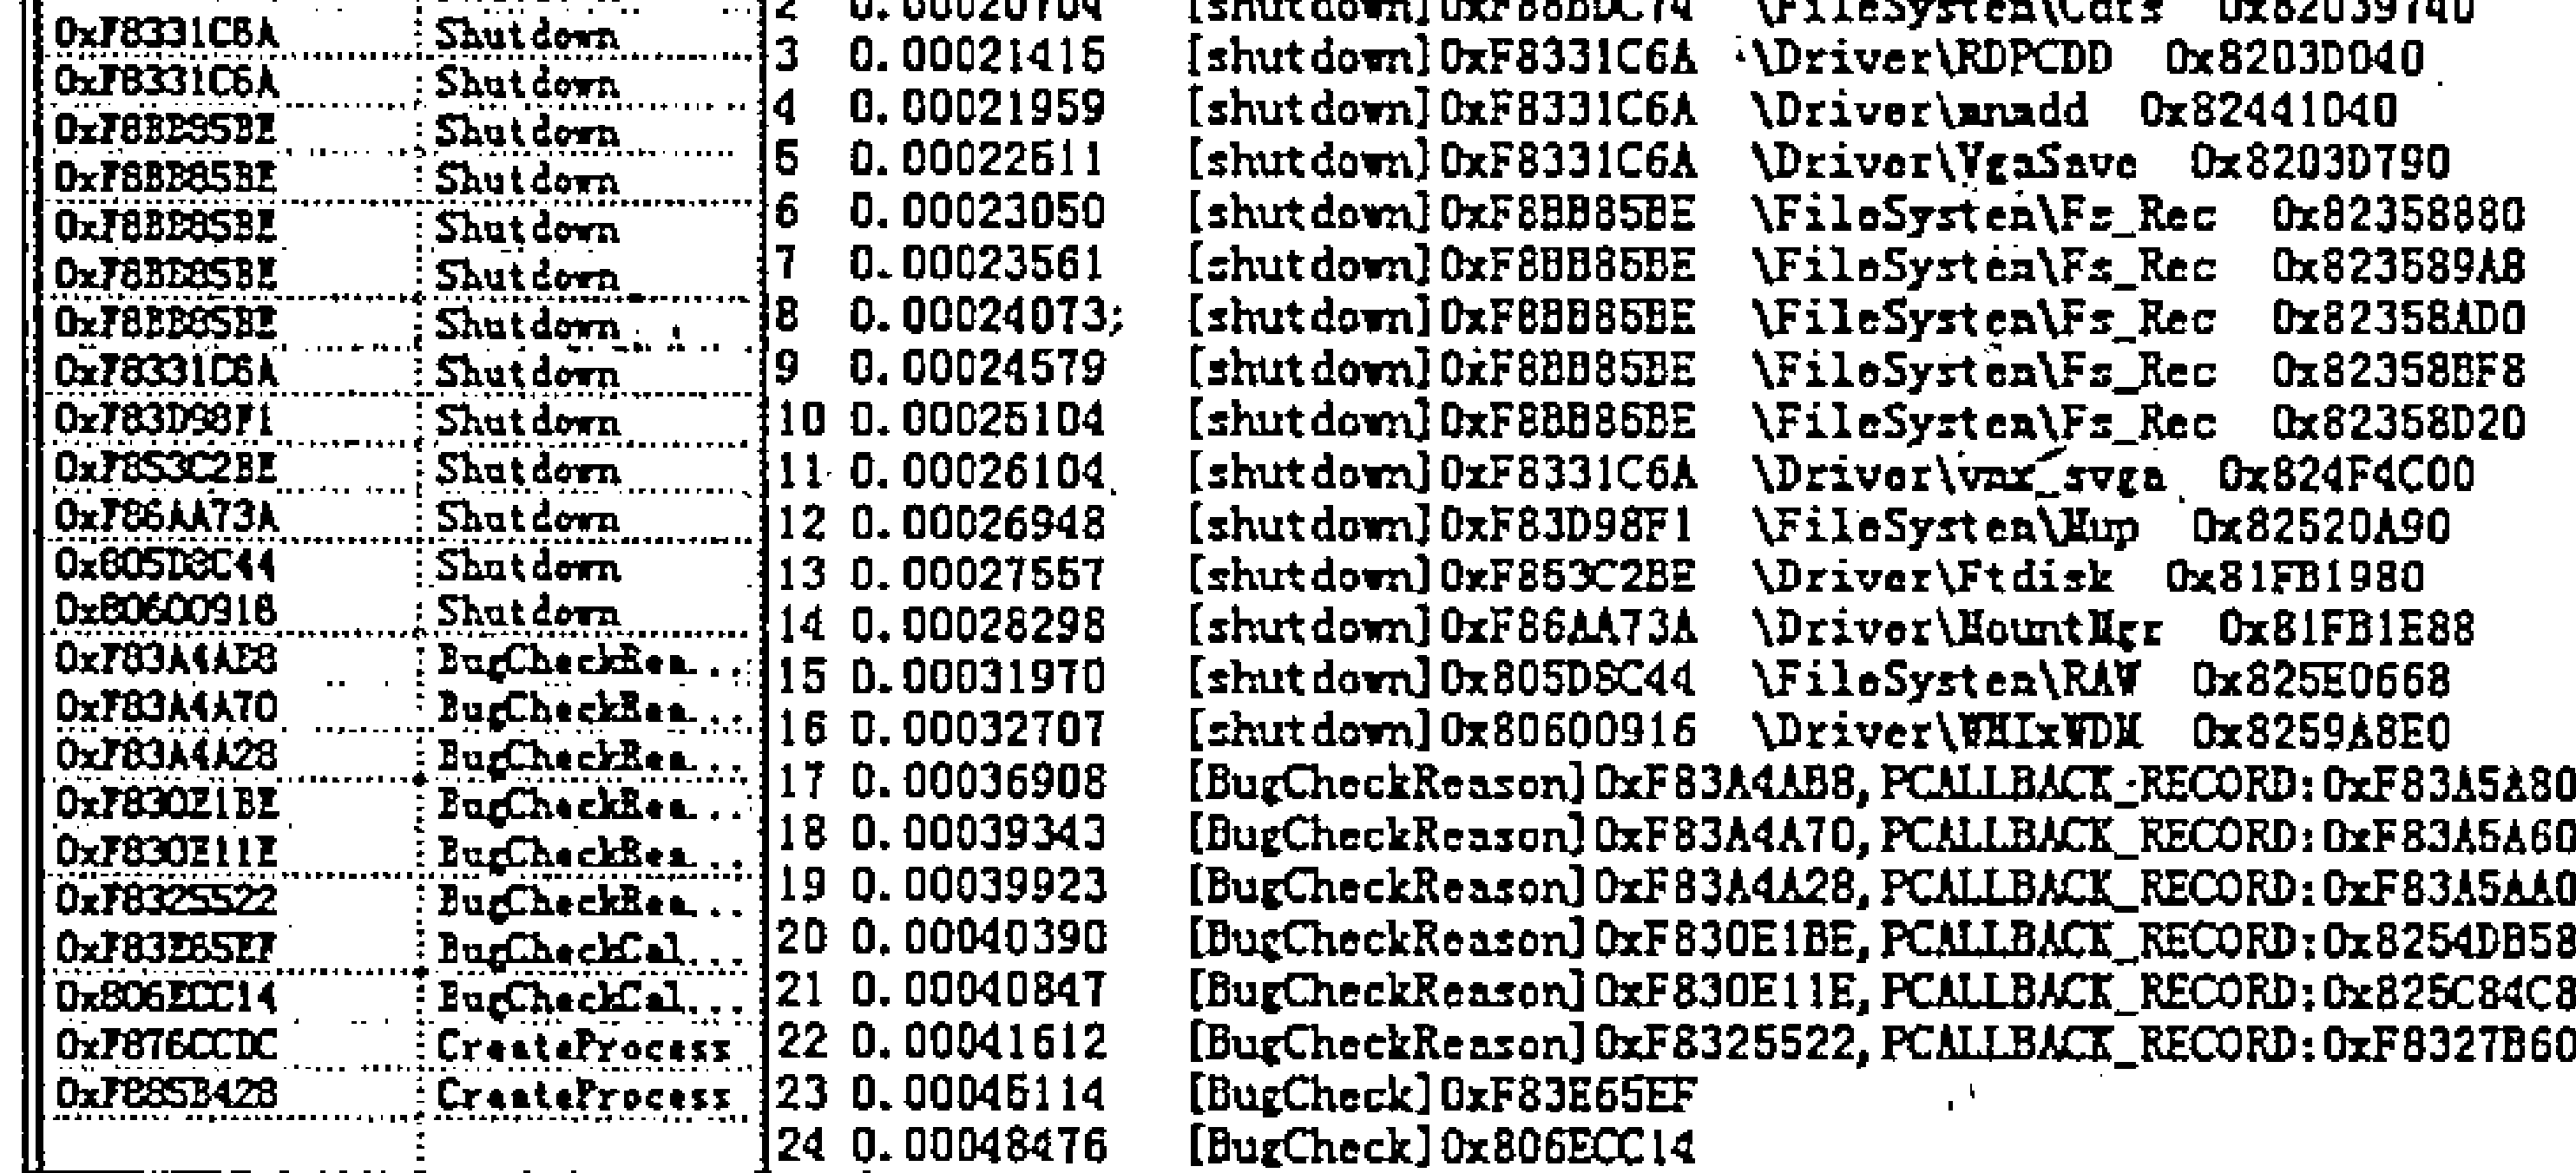 0xF8331C6A Shutdown
0xF8331C6A Shutdown
0xF8BB85BE Shutdown
0xF8BB85BE Shutdown
0xF8BB85BE Shutdown
0xF8BB85BE Shutdown
0xF8BB85BE Shutdown
0xF8331C6A Shutdown
0xF83D98F1 Shutdown
0xF853C2BE Shutdown
0xF86AA73A Shutdown
0x805D8C44 Shutdown
0x80600916 Shutdown
0xF83A4AB8 BugCheckRea...
0xF83A4A70 BugCheckRea...
0xF83A4A28 BugCheckRea...
0xF830E1BE BugCheckRea...
0xF830E11E BugCheckRea...
0xF8325522 BugCheckRea...
0xF83E65EF BugCheckCal...
0x806ECC14 BugCheckCal...
0xF876CCDC CreateProcess
0xF885B428 CreateProcess
2 0.00020704 [shutdown]0xF88BDC74 \FileSystem\Cdfs 0x82039740
3 0.00021415 [shutdown]0xF8331C6A \Driver\RDPCDD 0x8203D040
4 0.00021959 [shutdown]0xF8331C6A \Driver\mnmdd 0x82441040
5 0.00022611 [shutdown]0xF8331C6A \Driver\VgaSave 0x8203D790
6 0.00023050 [shutdown]0xF8BB85BE \FileSystem\Fs_Rec 0x82358880
7 0.00023561 [shutdown]0xF8BB85BE \FileSystem\Fs_Rec 0x823589A8
8 0.00024073; [shutdown]0xF8BB85BE \FileSystem\Fs_Rec 0x82358AD0
9 0.00024579 [shutdown]0xF8BB85BE \FileSystem\Fs_Rec 0x82358BF8
10 0.00025104 [shutdown]0xF8BB85BE \FileSystem\Fs_Rec 0x82358D20
11 0.00026104 [shutdown]0xF8331C6A \Driver\vmx_svga 0x824F4C00
12 0.00026948 [shutdown]0xF83D98F1 \FileSystem\Mup 0x82520A90
13 0.00027557 [shutdown]0xF853C2BE \Driver\Ftdisk 0x81FB1980
14 0.00028298 [shutdown]0xF86AA73A \Driver\MountMgr 0x81FB1E88
15 0.00031970 [shutdown]0x805D8C44 \FileSystem\RAW 0x825E0668
16 0.00032707 [shutdown]0x80600916 \Driver\WMIxWDM 0x8259A8E0
17 0.00036908 [BugCheckReason]0xF83A4AB8,PCALLBACK_RECORD:0xF83A5A80
18 0.00039343 [BugCheckReason]0xF83A4A70,PCALLBACK_RECORD:0xF83A5A60
19 0.00039923 [BugCheckReason]0xF83A4A28,PCALLBACK_RECORD:0xF83A5AA0
20 0.00040390 [BugCheckReason]0xF830E1BE,PCALLBACK_RECORD:0x8254DB58
21 0.00040847 [BugCheckReason]0xF830E11E,PCALLBACK_RECORD:0x825C84C8
22 0.00041612 [BugCheckReason]0xF8325522,PCALLBACK_RECORD:0xF8327B60
23 0.00045114 [BugCheck]0xF83E65EF
24 0.00048476 [BugCheck]0x806ECC14